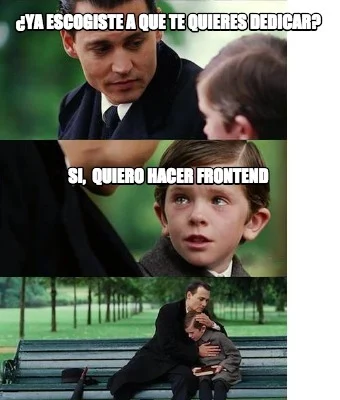 ¿YA ESCOGISTE A QUE TE QUIERES DEDICAR?
SI, QUIERO HACER FRONTEND